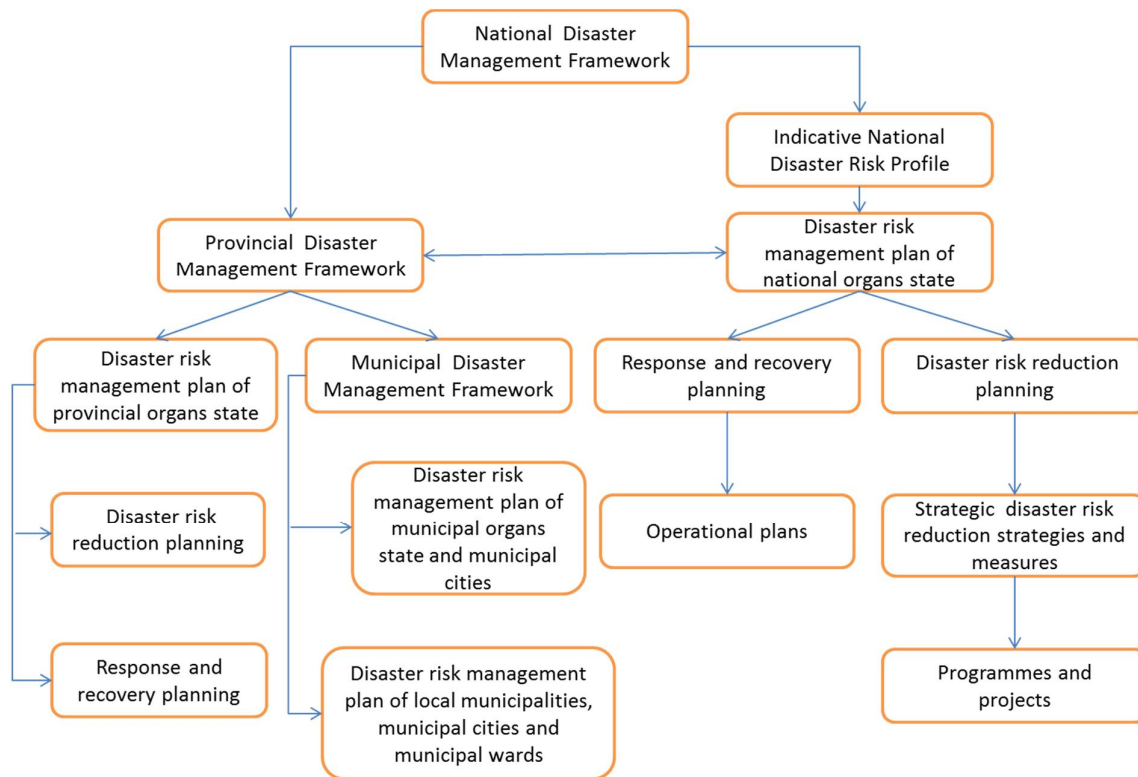 National Disaster
Management Framework
Indicative National
Disaster Risk Profile
Provincial Disaster
Management Framework
Disaster risk
management plan of
national organs state
Disaster risk
management plan of
provincial organs state
Municipal Disaster
Management Framework
Response and recovery
planning
Disaster risk reduction
planning
Disaster risk
reduction planning
Disaster risk
management plan of
municipal organs
state and municipal
cities
Operational plans
Strategic disaster risk
reduction strategies and
measures
Response and
recovery planning
Disaster risk management
plan of local municipalities,
municipal cities and
municipal wards
Programmes and
projects